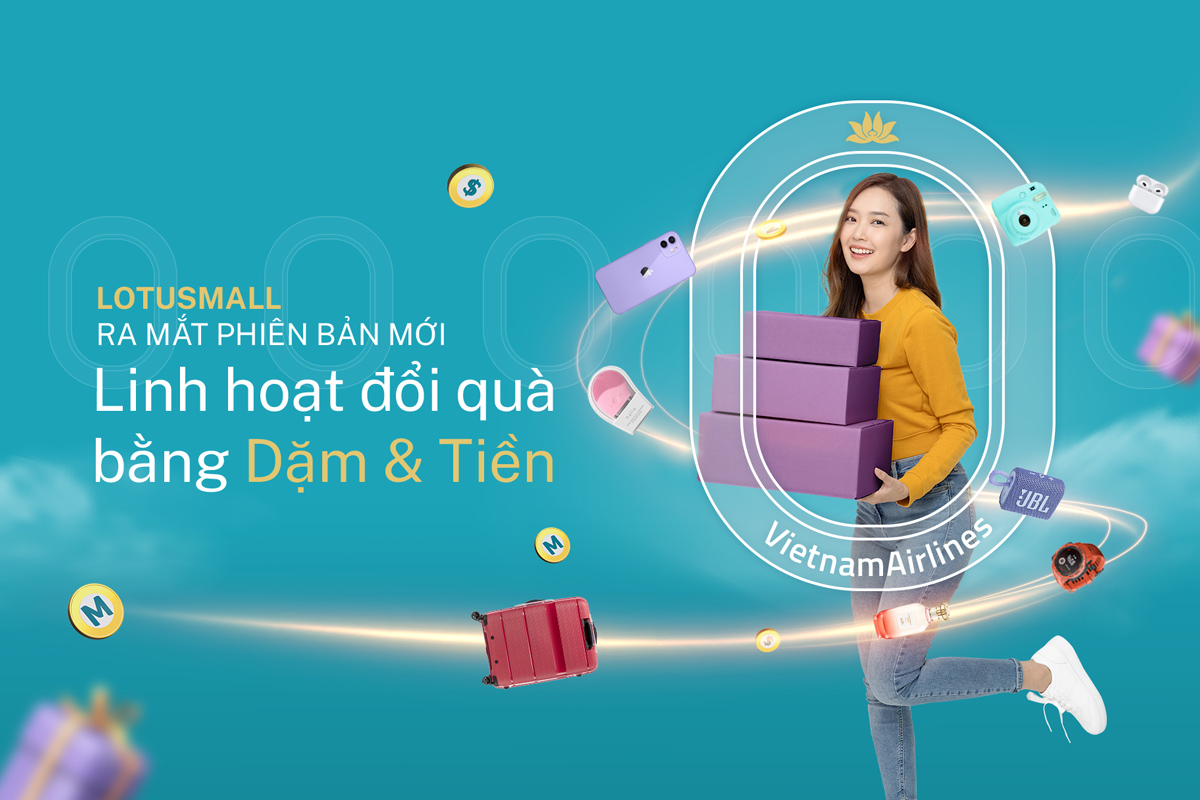 LOTUSMALL
RA MẮT PHIÊN BẢN MỚI
Linh hoạt đổi quà
bằng Dặm & Tiền
VietnamAirlines
JBL
$
M
M